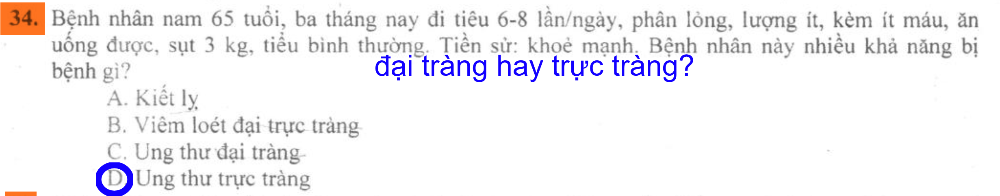 34. Bệnh nhân nam 65 tuổi, ba tháng nay đi tiêu 6-8 lần/ngày, phân lỏng, lượng ít, kèm ít máu, ăn
uống được, sụt 3 kg, tiểu bình thường. Tiền sử: khoẻ mạnh. Bệnh nhân này nhiều khả năng bị
bệnh gì?
đại tràng hay trực tràng?
A. Kiết lỵ
B. Viêm loét đại trực tràng
C. Ung thư đại tràng
D. Ung thư trực tràng